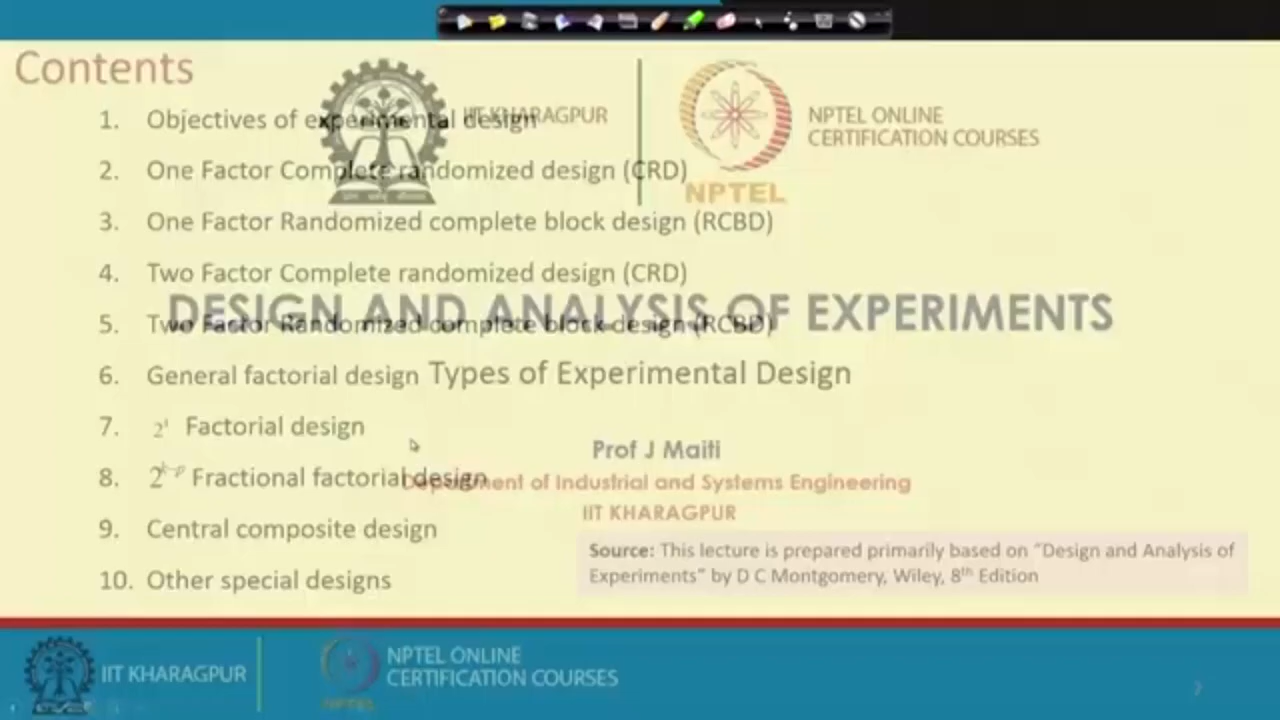 Contents
IIT KHARAGPUR
NPTEL ONLINE
CERTIFICATION COURSES
NPTEL
1. Objectives of experimental design
2. One Factor Complete randomized design (CRD)
3. One Factor Randomized complete block design (RCBD)
4. Two Factor Complete randomized design (CRD)
DESIGN AND ANALYSIS OF EXPERIMENTS
5. Two Factor Randomized complete block design (RCBD)
6. General factorial design
Types of Experimental Design
7. 2^k Factorial design
Prof J Maiti
8. 2^k-p Fractional factorial design
Department of Industrial and Systems Engineering
IIT KHARAGPUR
9. Central composite design
10. Other special designs
Source: This lecture is prepared primarily based on “Design and Analysis of
Experiments” by D C Montgomery, Wiley, 8th Edition
IIT KHARAGPUR
NPTEL ONLINE
CERTIFICATION COURSES
NPTEL